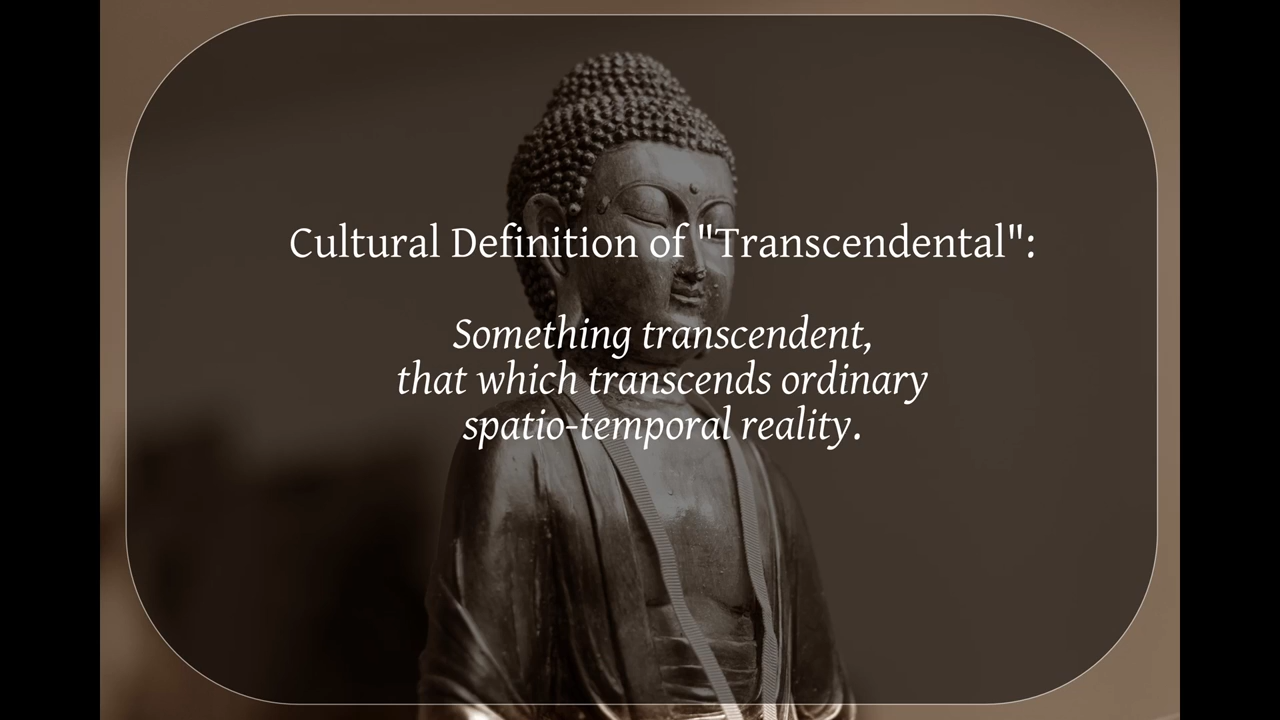 Cultural Definition of "Transcendental":
Something transcendent,
that which transcends ordinary
spatio-temporal reality.